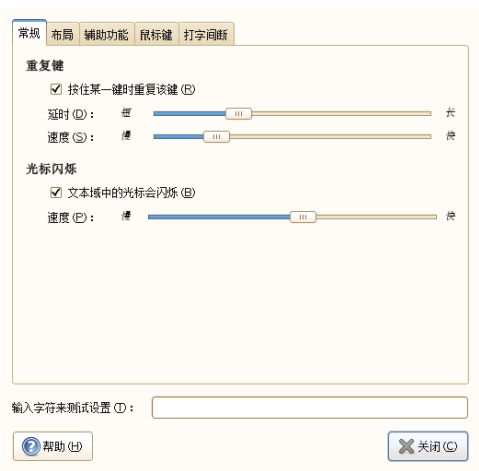 常规 布局 辅助功能 鼠标键 打字间断
重复键
按住某一键时重复该键(R)
延时(D)： 短 长
速度(S)： 慢 快
光标闪烁
文本域中的光标会闪烁(B)
速度(P)： 慢 快
输入字符来测试设置(T)：
帮助(H) 关闭(C)